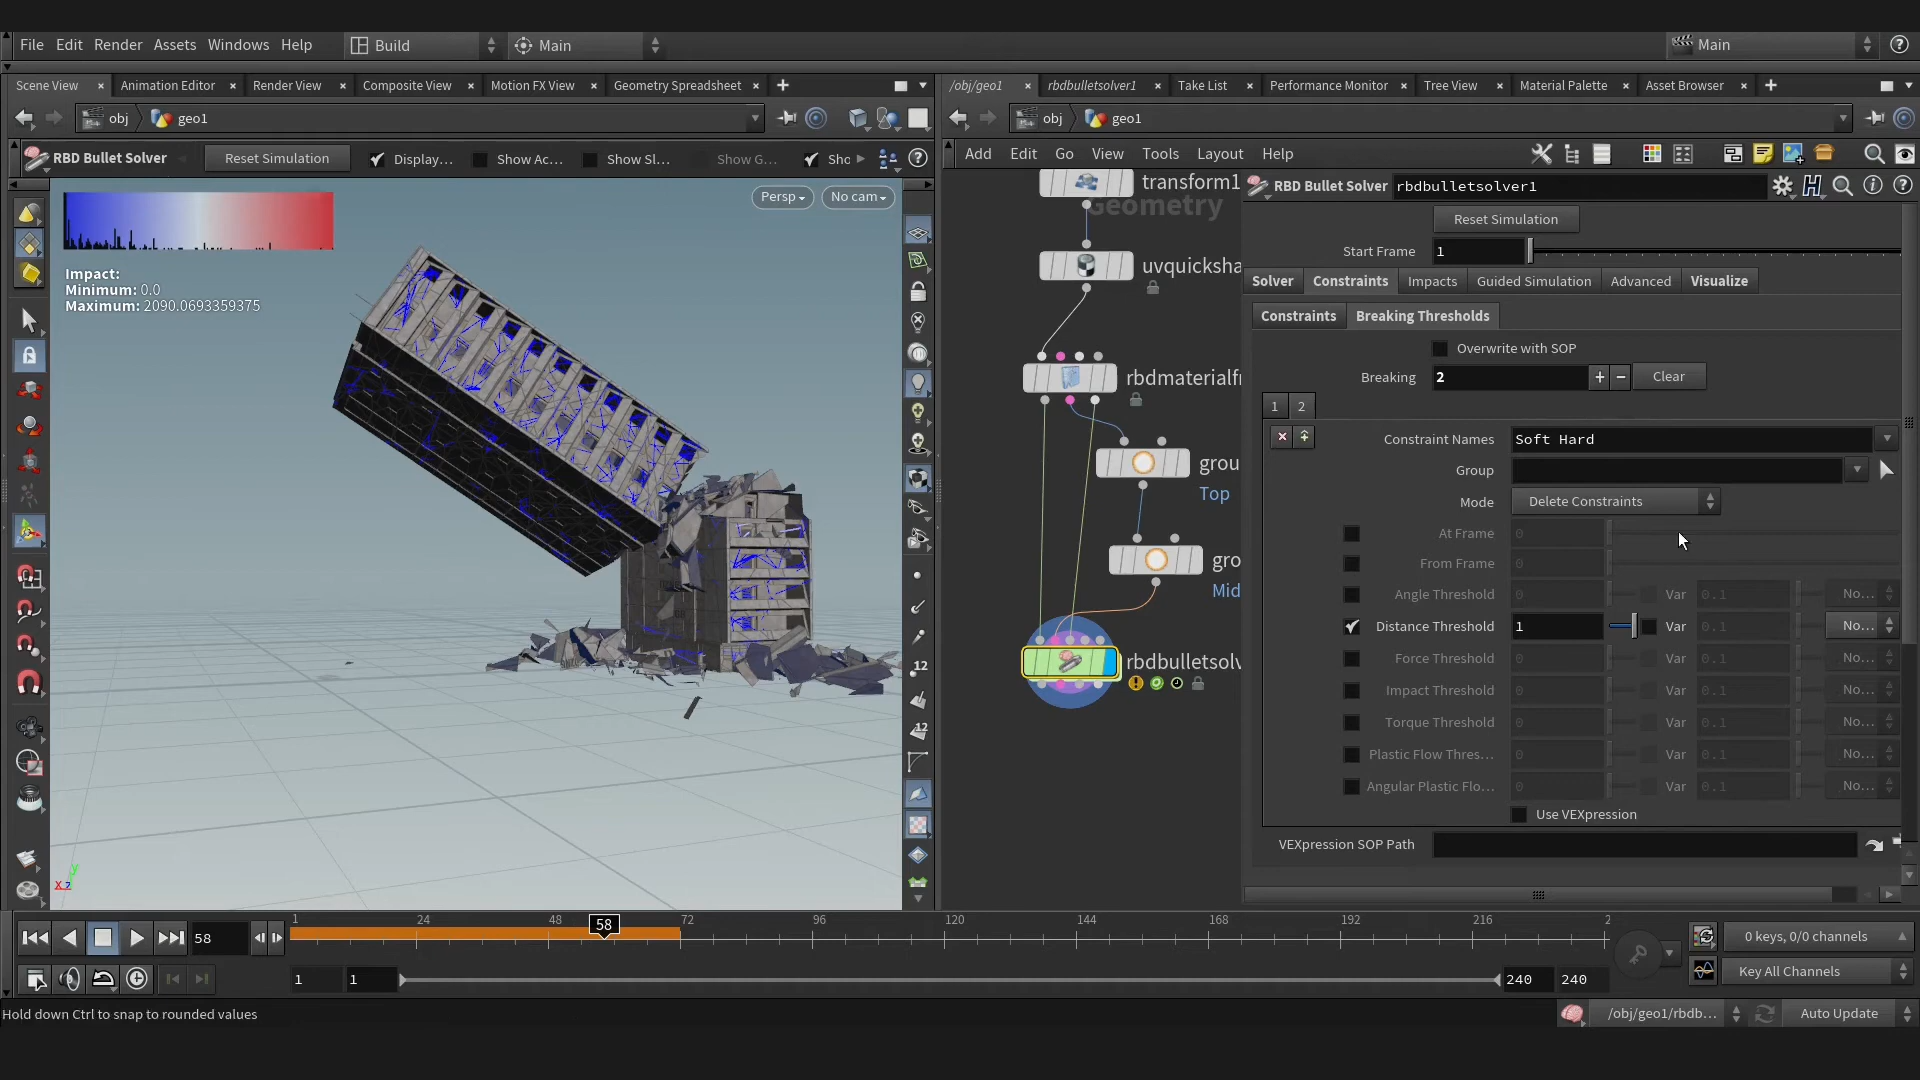 File Edit Render Assets Windows Help Build Main Main
Scene View Animation Editor Render View Composite View Motion FX View Geometry Spreadsheet
/obj/geo1 rbdbulletsolver1 Take List Performance Monitor Tree View Material Palette Asset Browser
obj geo1
obj geo1
RBD Bullet Solver Reset Simulation Display... Show Ac... Show Sl... Show G... Sho
Add Edit Go View Tools Layout Help
Persp No cam
Impact:
Minimum: 0.0
Maximum: 2090.0693359375
12
12
y
x z
Geometry
transform1
uvquicksha
rbdmaterialfr
grou
Top
gro
Mid
rbdbulletsolv
RBD Bullet Solver rbdbulletsolver1
Reset Simulation
Start Frame 1
Solver Constraints Impacts Guided Simulation Advanced Visualize
Constraints Breaking Thresholds
Overwrite with SOP
Breaking 2 + − Clear
1 2
Constraint Names Soft Hard
Group
Mode Delete Constraints
At Frame 0
From Frame 0
Angle Threshold 0 Var 0.1 No...
Distance Threshold 1 Var 0.1 No...
Force Threshold 0 Var 0.1 No...
Impact Threshold 0 Var 0.1 No...
Torque Threshold 0 Var 0.1 No...
Plastic Flow Thres... 0 Var 0.1 No...
Angular Plastic Flo... 0 Var 0.1 No...
Use VEXpression
VEXpression SOP Path
1 24 48 72 96 120 144 168 192 216 2
58 58
0 keys, 0/0 channels
1 1 240 240
Key All Channels
Hold down Ctrl to snap to rounded values
/obj/geo1/rbdb... Auto Update